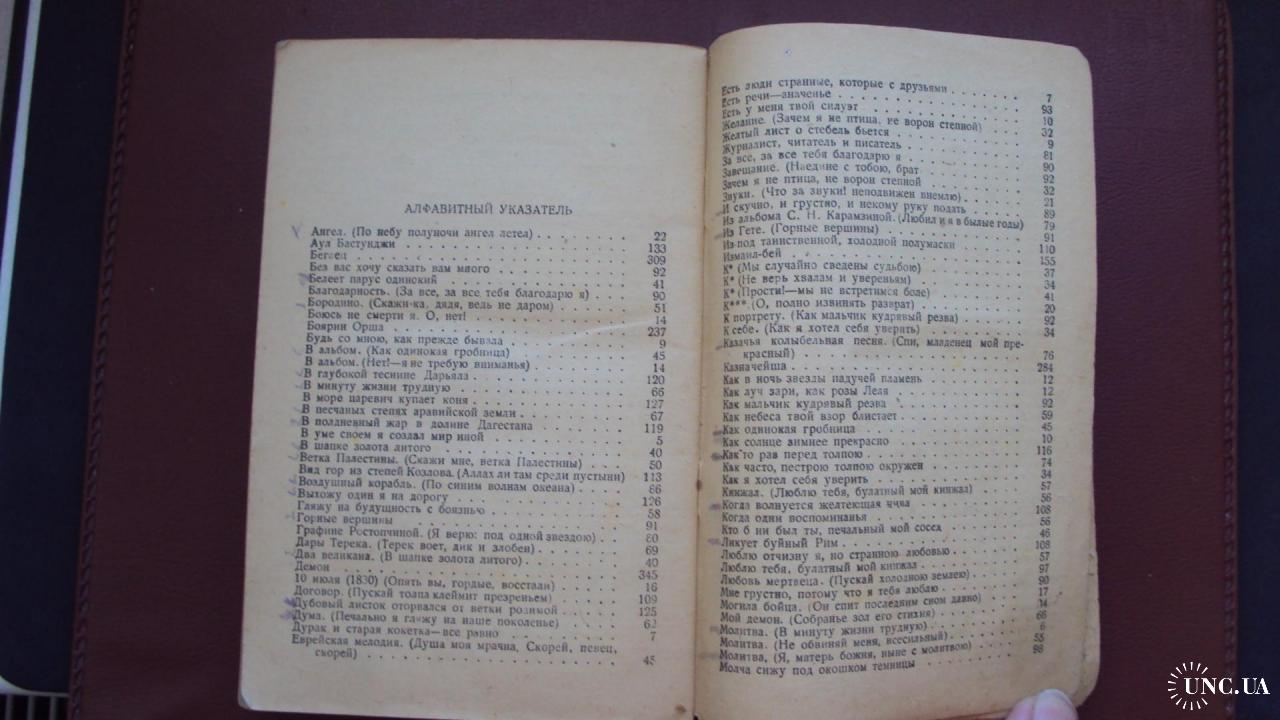 АЛФАВИТНЫЙ УКАЗАТЕЛЬ
Ангел. (По небу полуночи ангел летел) 22
Аул Бастунджи 133
Беглец 309
Без вас хочу сказать вам много 92
Белеет парус одинокий 41
Благодарность. (За все, за все тебя благодарю я) 90
Бородино. (Скажи-ка, дядя, ведь не даром) 51
Боюсь не смерти я. О, нет! 14
Боярин Орша 237
Будь со мною, как прежде бывала 9
В альбом. (Как одинокая гробница) 45
В альбом. (Нет!—я не требую вниманья) 14
В глубокой теснине Дарьяла 120
В минуту жизни трудную 66
В море царевич купает коня 127
В песчаных степях аравийской земли 67
В полдневный жар в долине Дагестана 119
В уме своем я создал мир иной 5
В шапке золота литого 40
Ветка Палестины. (Скажи мне, ветка Палестины) 50
Вид гор из степей Козлова. (Аллах ли там среди пустыни) 113
Воздушный корабль. (По синим волнам океана) 86
Выхожу один я на дорогу 126
Гляжу на будущность с боязнью 58
Горные вершины 91
Графине Ростопчиной. (Я верю: под одной звездою) 80
Дары Терека. (Терек воет, дик и злобен) 69
Два великана. (В шапке золота литого) 40
Демон 345
10 июля (1830) (Опять вы, гордые, восстали) 16
Договор. (Пускай толпа клеймит презреньем) 109
Дубовый листок оторвался от ветки родимой 125
Дума. (Печально я гляжу на наше поколенье) 62
Дурак и старая кокетка—все равно 7
Еврейская мелодия. (Душа моя мрачна, Скорей, певец,
скорей) 45
Есть люди странные, которые с друзьями 7
Есть речи—значенье 93
Есть у меня твой силуэт 10
Желание. (Зачем я не птица, не ворон степной) 32
Желтый лист о стебель бьется 9
Журналист, читатель и писатель 81
За все, за все тебя благодарю я 90
Завещание. (Наедине с тобою, брат 92
Зачем я не птица, не ворон степной 32
Звуки. (Что за звуки! неподвижен внемлю) 21
И скучно, и грустно, и некому руку подать 89
Из альбома С. Н. Карамзиной. (Любил и я в былые годы) 79
Из Гете. (Горные вершины) 91
Из-под таинственной, холодной полумаски 110
Измаил-бей 155
К* (Мы случайно сведены судьбою) 37
К* (Не верь хвалам и увереньям) 34
К* (Прости!—мы не встретимся боле) 41
К*** (О, полно извинять разврат) 20
К портрету. (Как мальчик кудрявый резва) 92
К себе. (Как я хотел себя уверять) 34
Казачья колыбельная песня. (Спи, младенец мой пре-
красный) 76
Казначейша 284
Как в ночь звезды падучей пламень 12
Как луч зари, как розы Леля 12
Как мальчик кудрявый резва 92
Как небеса твой взор блистает 59
Как одинокая гробница 45
Как солнце зимнее прекрасно 10
Как-то раз перед толпою 116
Как часто, пестрою толпою окружен 74
Как я хотел себя уверить 34
Кинжал. (Люблю тебя, булатный мой кинжал) 57
Когда волнуется желтеющая нива 56
Когда одни воспоминанья 108
Кто б ни был ты, печальный мой сосед 56
Ликует буйный Рим 46
Люблю отчизну я, но странною любовью 108
Люблю тебя, булатный мой кинжал 57
Любовь мертвеца. (Пускай холодною землею) 97
Мне грустно, потому что я тебя люблю 90
Могила бойца. (Он спит последним сном давно) 17
Мой демон. (Собранье зол его стихия) 34
Молитва. (В минуту жизни трудную) 66
Молитва. (Не обвиняй меня, всесильный) 6
Молитва, (Я, матерь божия, ныне с молитвою) 55
Молча сижу под окошком темницы 98
UNC.UA